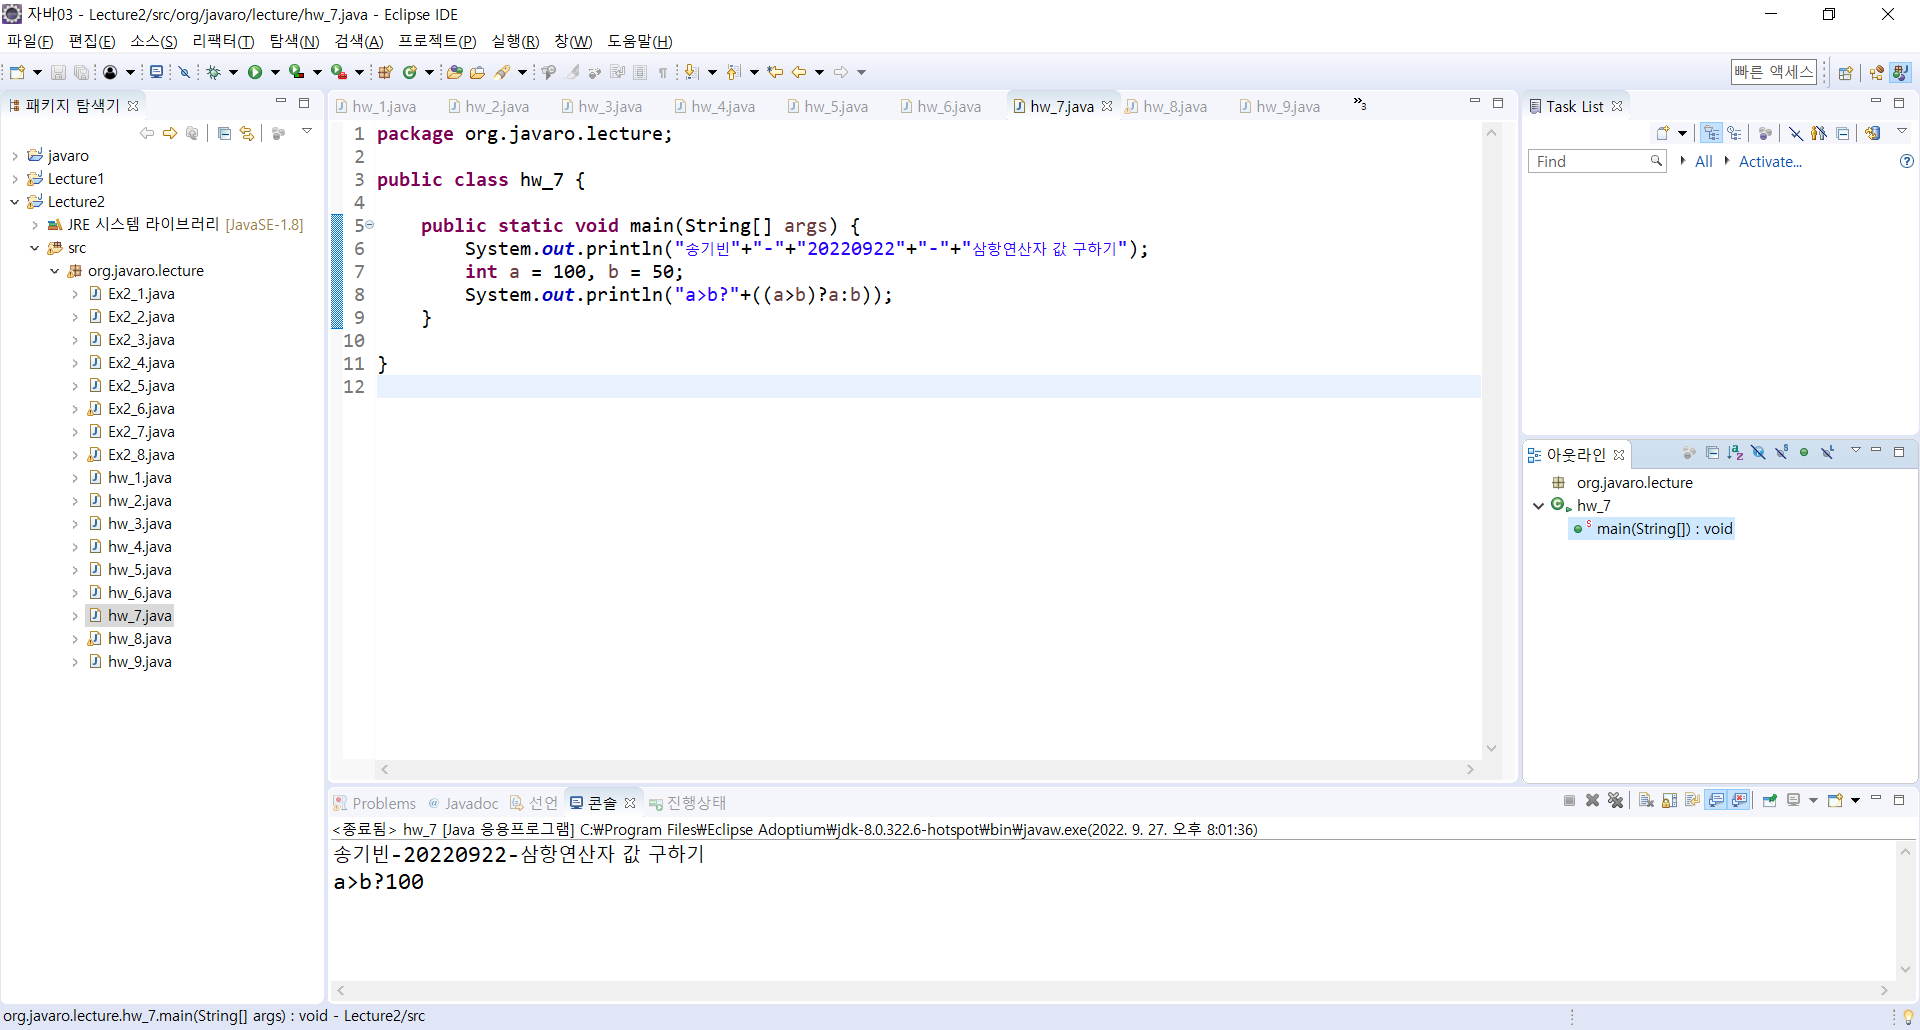 자바03 - Lecture2/src/org/javaro/lecture/hw_7.java - Eclipse IDE
파일(F) 편집(E) 소스(S) 리팩터(T) 탐색(N) 검색(A) 프로젝트(P) 실행(R) 창(W) 도움말(H)
빠른 액세스
패키지 탐색기
javaro
Lecture1
Lecture2
JRE 시스템 라이브러리 [JavaSE-1.8]
src
org.javaro.lecture
Ex2_1.java
Ex2_2.java
Ex2_3.java
Ex2_4.java
Ex2_5.java
Ex2_6.java
Ex2_7.java
Ex2_8.java
hw_1.java
hw_2.java
hw_3.java
hw_4.java
hw_5.java
hw_6.java
hw_7.java
hw_8.java
hw_9.java
hw_1.java hw_2.java hw_3.java hw_4.java hw_5.java hw_6.java hw_7.java hw_8.java hw_9.java »3
1 package org.javaro.lecture;
2
3 public class hw_7 {
4
5 public static void main(String[] args) {
6 System.out.println("송기빈"+"-"+"20220922"+"-"+"삼항연산자 값 구하기");
7 int a = 100, b = 50;
8 System.out.println("a>b?"+((a>b)?a:b));
9 }
10
11 }
12
Task List
Find All Activate...
아웃라인
org.javaro.lecture
hw_7
main(String[]) : void
Problems @ Javadoc 선언 콘솔 진행상태
<종료됨> hw_7 [Java 응용프로그램] C:₩Program Files₩Eclipse Adoptium₩jdk-8.0.322.6-hotspot₩bin₩javaw.exe(2022. 9. 27. 오후 8:01:36)
송기빈-20220922-삼항연산자 값 구하기
a>b?100
org.javaro.lecture.hw_7.main(String[] args) : void - Lecture2/src